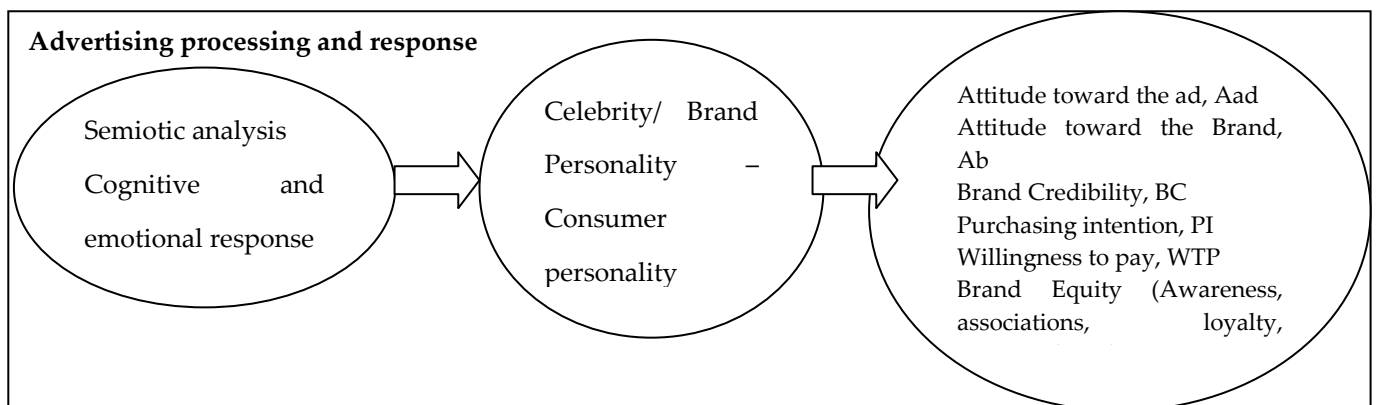 Advertising processing and response
Semiotic analysis
Cognitive and
emotional response
Celebrity/ Brand
Personality –
Consumer
personality
Attitude toward the ad, Aad
Attitude toward the Brand,
Ab
Brand Credibility, BC
Purchasing intention, PI
Willingness to pay, WTP
Brand Equity (Awareness,
associations, loyalty,